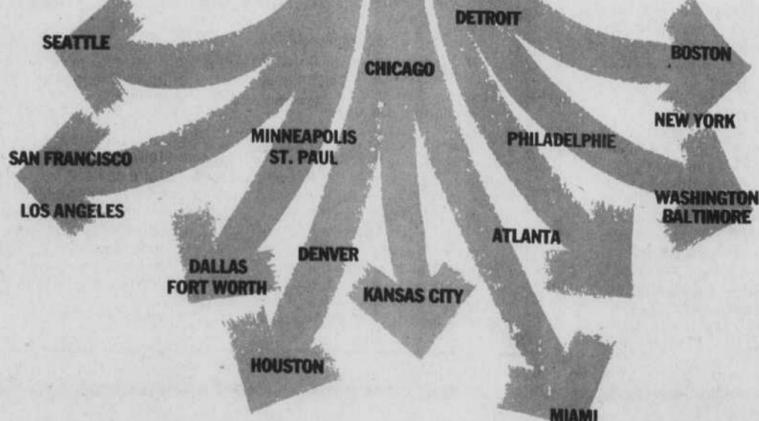 DETROIT
SEATTLE
BOSTON
CHICAGO
NEW YORK
MINNEAPOLIS
ST. PAUL
PHILADELPHIE
SAN FRANCISCO
WASHINGTON
BALTIMORE
LOS ANGELES
ATLANTA
DENVER
DALLAS
FORT WORTH
KANSAS CITY
HOUSTON
MIAMI